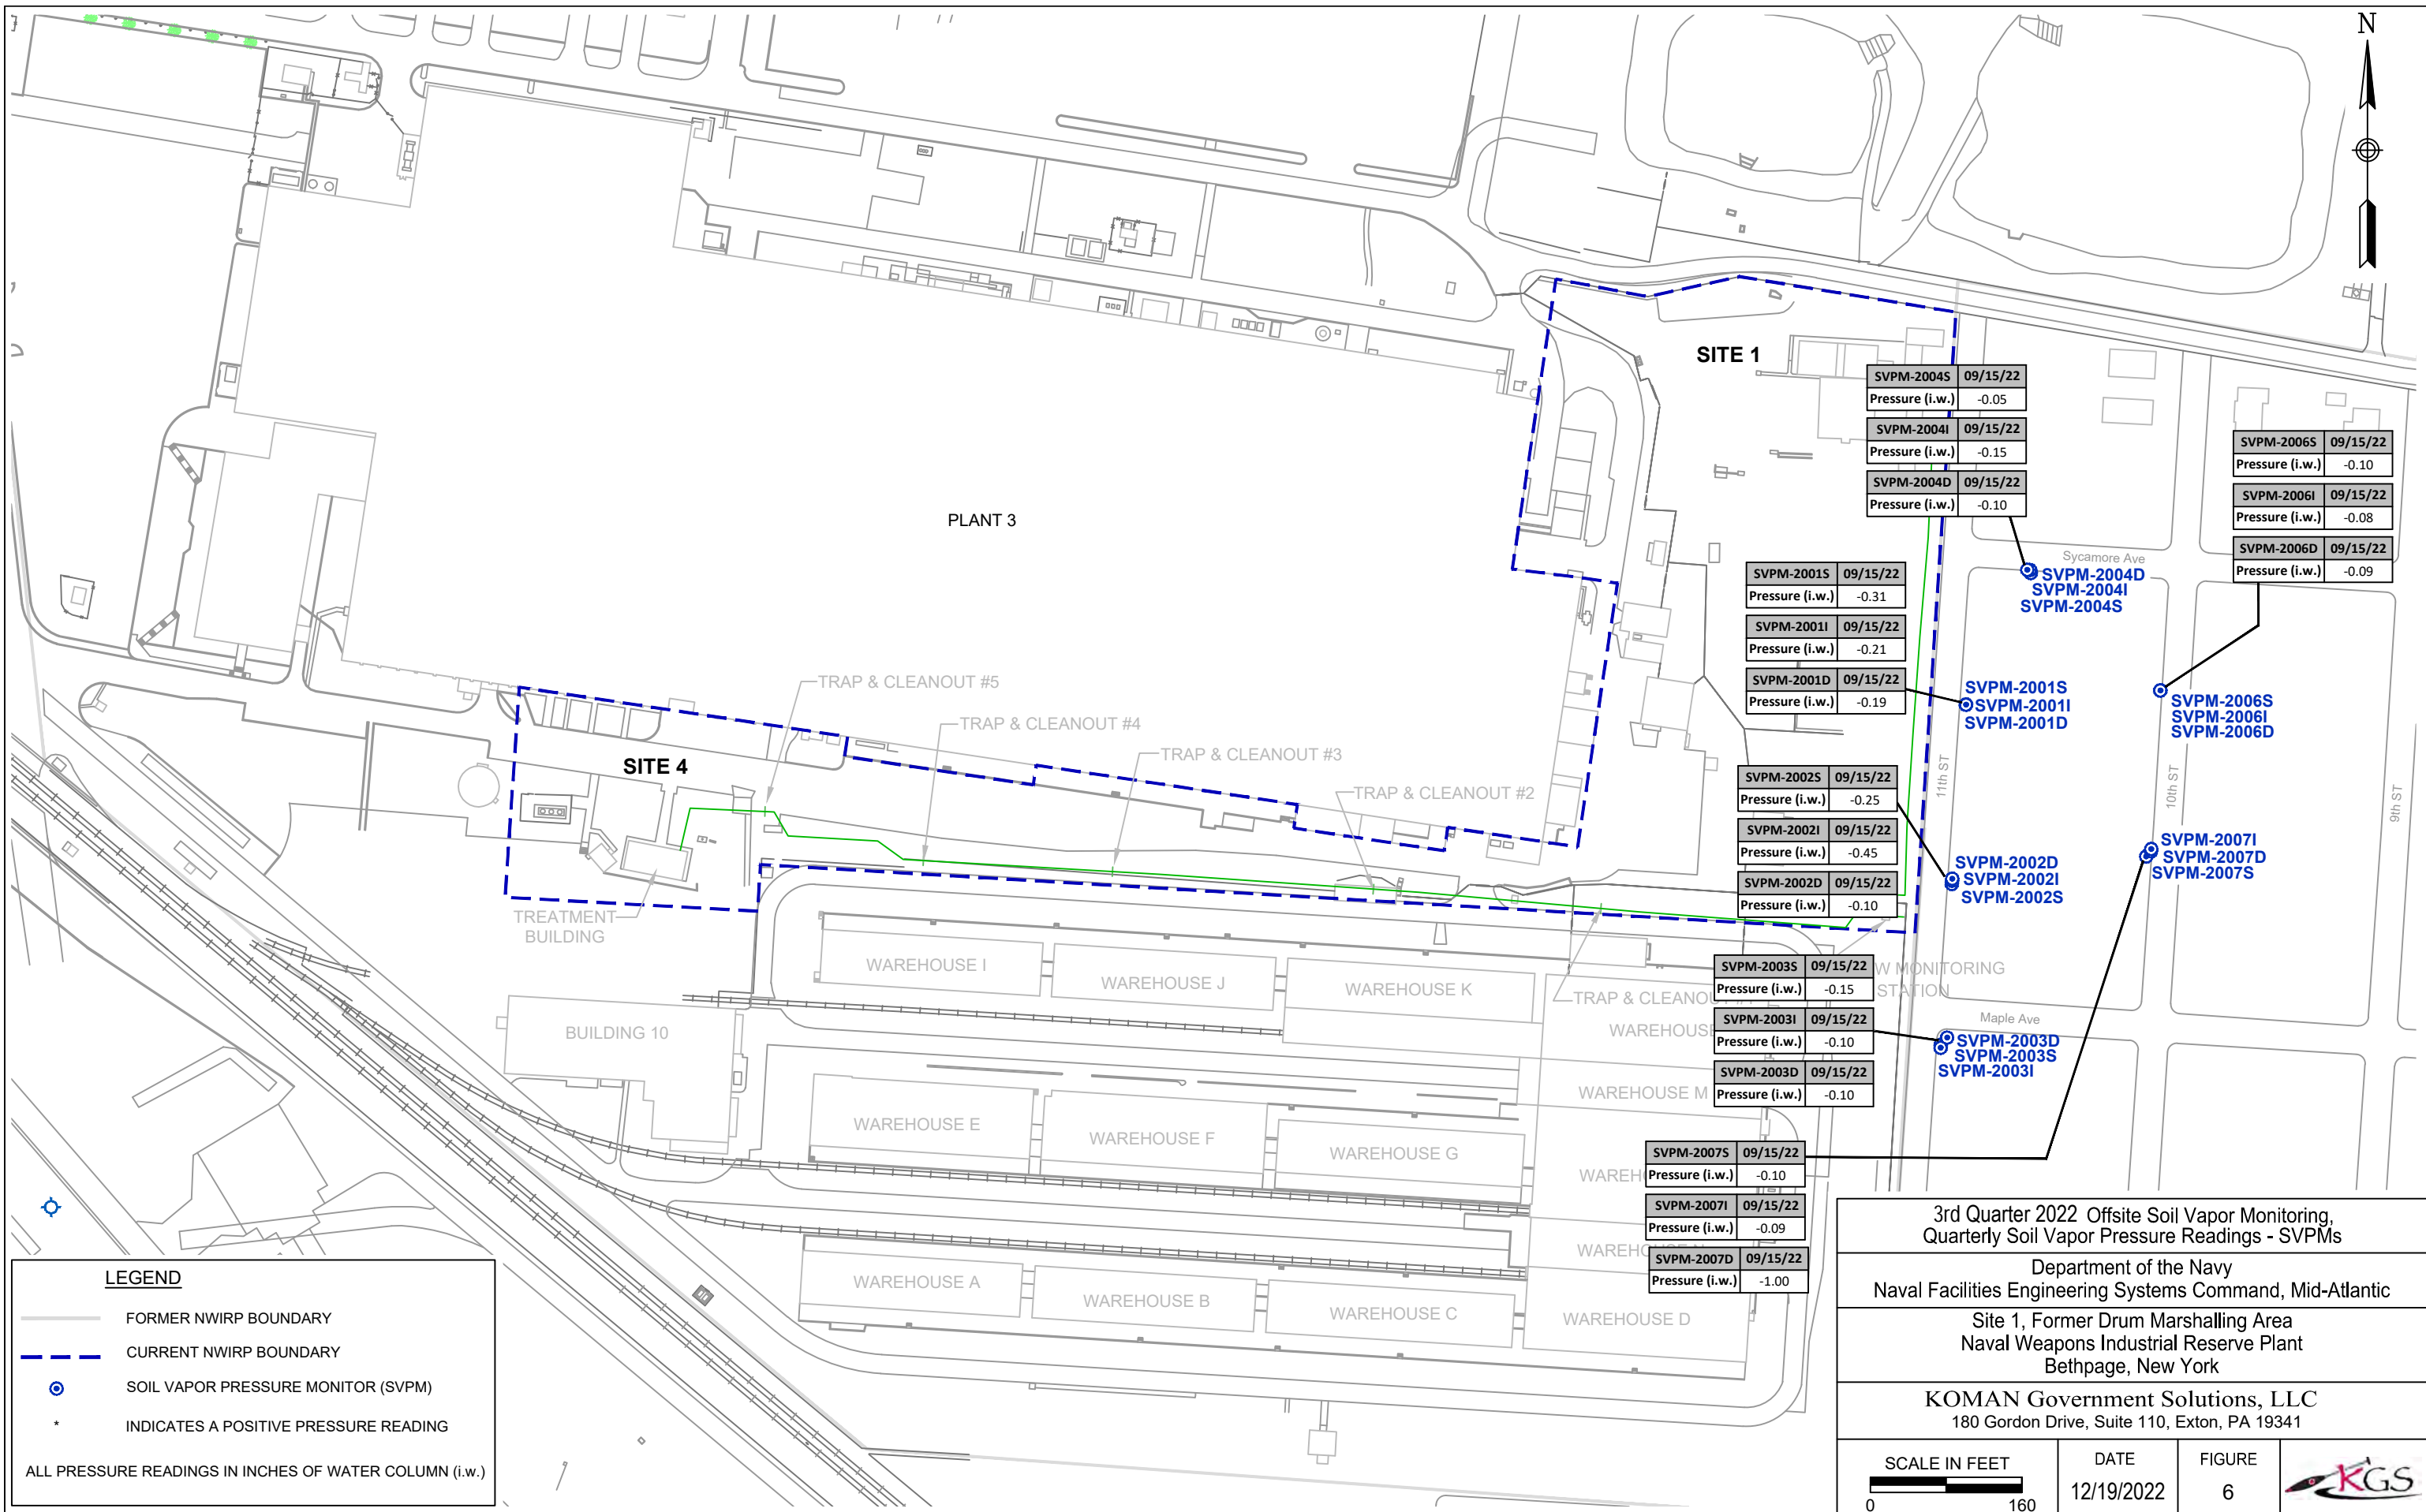 N
SITE 1
PLANT 3
SITE 4
SVPM-2004S 09/15/22
Pressure (i.w.) -0.05
SVPM-2004I 09/15/22
Pressure (i.w.) -0.15
SVPM-2004D 09/15/22
Pressure (i.w.) -0.10
SVPM-2006S 09/15/22
Pressure (i.w.) -0.10
SVPM-2006I 09/15/22
Pressure (i.w.) -0.08
SVPM-2006D 09/15/22
Pressure (i.w.) -0.09
Sycamore Ave
SVPM-2004D
SVPM-2004I
SVPM-2004S
SVPM-2001S 09/15/22
Pressure (i.w.) -0.31
SVPM-2001I 09/15/22
Pressure (i.w.) -0.21
SVPM-2001D 09/15/22
Pressure (i.w.) -0.19
SVPM-2001S
SVPM-2001I
SVPM-2001D
SVPM-2006S
SVPM-2006I
SVPM-2006D
TRAP & CLEANOUT #5
TRAP & CLEANOUT #4
TRAP & CLEANOUT #3
TRAP & CLEANOUT #2
11th ST
10th ST
9th ST
SVPM-2002S 09/15/22
Pressure (i.w.) -0.25
SVPM-2002I 09/15/22
Pressure (i.w.) -0.45
SVPM-2002D 09/15/22
Pressure (i.w.) -0.10
SVPM-2002D
SVPM-2002I
SVPM-2002S
SVPM-2007I
SVPM-2007D
SVPM-2007S
TREATMENT
BUILDING
WAREHOUSE I
WAREHOUSE J
WAREHOUSE K
TRAP & CLEANOU
MONITORING
STATION
SVPM-2003S 09/15/22
Pressure (i.w.) -0.15
SVPM-2003I 09/15/22
Pressure (i.w.) -0.10
SVPM-2003D 09/15/22
Pressure (i.w.) -0.10
Maple Ave
SVPM-2003D
SVPM-2003S
SVPM-2003I
BUILDING 10
WAREHOUSE
WAREHOUSE M
WAREHOUSE E
WAREHOUSE F
WAREHOUSE G
SVPM-2007S 09/15/22
Pressure (i.w.) -0.10
SVPM-2007I 09/15/22
Pressure (i.w.) -0.09
SVPM-2007D 09/15/22
Pressure (i.w.) -1.00
WAREHOUSE A
WAREHOUSE B
WAREHOUSE C
WAREHOUSE D
LEGEND
FORMER NWIRP BOUNDARY
CURRENT NWIRP BOUNDARY
SOIL VAPOR PRESSURE MONITOR (SVPM)
* INDICATES A POSITIVE PRESSURE READING
ALL PRESSURE READINGS IN INCHES OF WATER COLUMN (i.w.)
3rd Quarter 2022 Offsite Soil Vapor Monitoring,
Quarterly Soil Vapor Pressure Readings - SVPMs
Department of the Navy
Naval Facilities Engineering Systems Command, Mid-Atlantic
Site 1, Former Drum Marshalling Area
Naval Weapons Industrial Reserve Plant
Bethpage, New York
KOMAN Government Solutions, LLC
180 Gordon Drive, Suite 110, Exton, PA 19341
SCALE IN FEET
0 160
DATE
12/19/2022
FIGURE
6
KGS